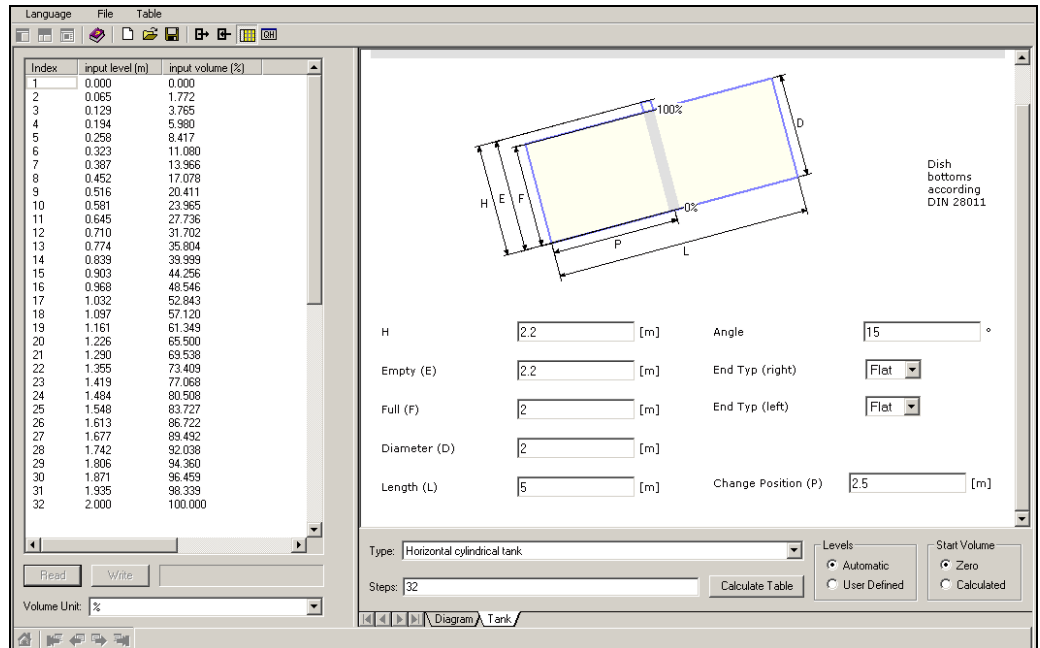 Language File Table
QH
Index input level (m) input volume (%)
1 0.000 0.000
2 0.065 1.772
3 0.129 3.765
4 0.194 5.980
5 0.258 8.417
6 0.323 11.080
7 0.387 13.966
8 0.452 17.078
9 0.516 20.411
10 0.581 23.965
11 0.645 27.736
12 0.710 31.702
13 0.774 35.804
14 0.839 39.999
15 0.903 44.256
16 0.968 48.546
17 1.032 52.843
18 1.097 57.120
19 1.161 61.349
20 1.226 65.500
21 1.290 69.538
22 1.355 73.409
23 1.419 77.068
24 1.484 80.508
25 1.548 83.727
26 1.613 86.722
27 1.677 89.492
28 1.742 92.038
29 1.806 94.360
30 1.871 96.459
31 1.935 98.339
32 2.000 100.000
Read Write
Volume Unit: %
100%
D
H E F
0%
P
L
Dish
bottoms
according
DIN 28011
H 2.2 [m] Angle 15 °
Empty (E) 2.2 [m] End Typ (right) Flat
Full (F) 2 [m] End Typ (left) Flat
Diameter (D) 2 [m]
Length (L) 5 [m] Change Position (P) 2.5 [m]
Type: Horizontal cylindrical tank
Steps: 32 Calculate Table
Levels
Automatic
User Defined
Start Volume
Zero
Calculated
Diagram Tank